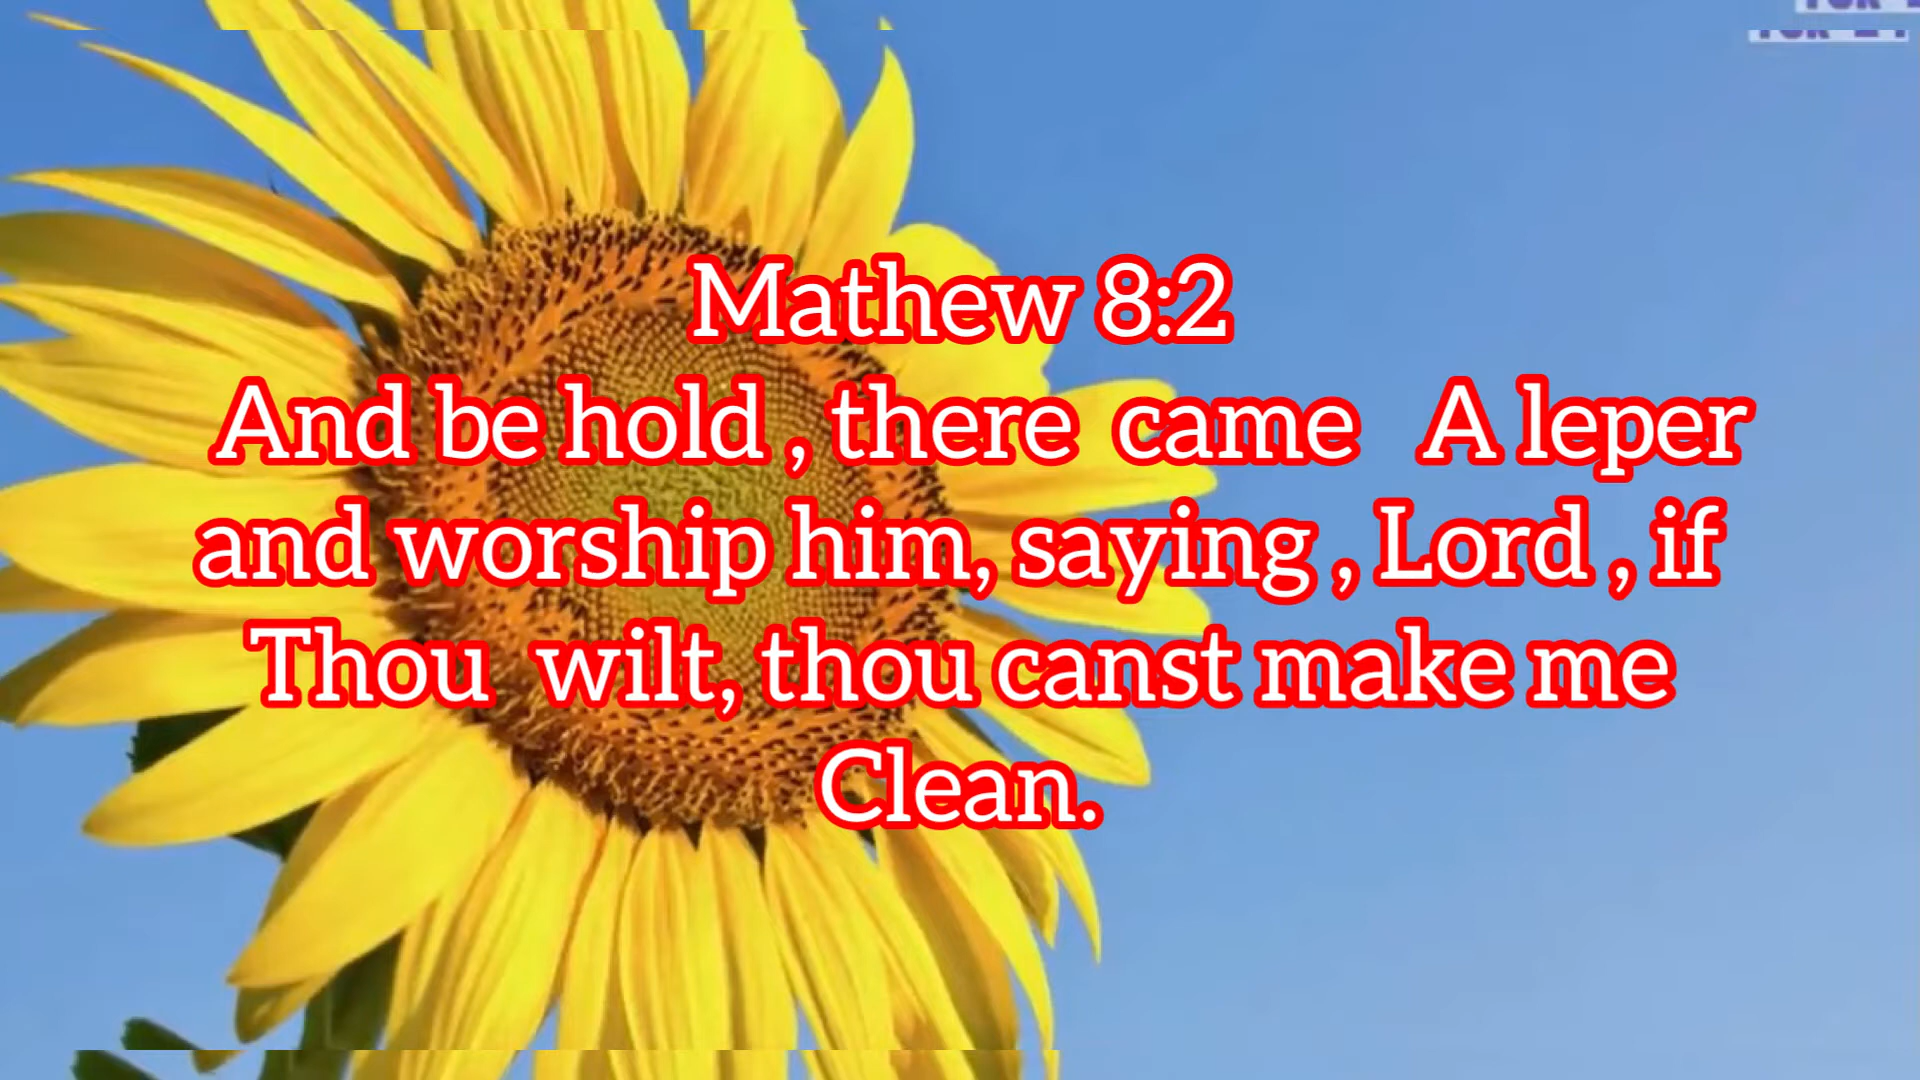 Mathew 8:2
And be hold , there came A leper
and worship him, saying , Lord , if
Thou wilt, thou canst make me
Clean.